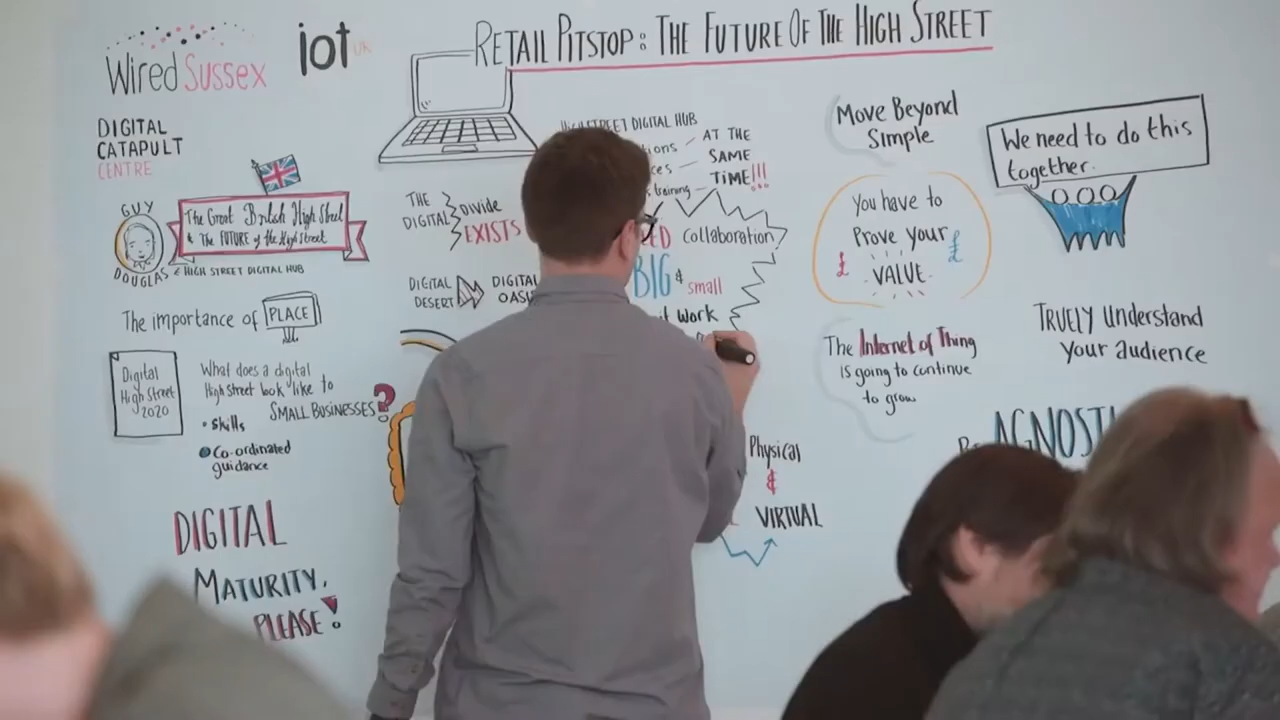 Wired Sussex
iot UK
RETAIL PITSTOP: THE FUTURE OF THE HIGH STREET
DIGITAL
CATAPULT
CENTRE
GUY
DOUGLAS
The Great British High Street
& The FUTURE of the High Street
& HIGH STREET DIGITAL HUB
The importance of PLACE
Digital
High Street
2020
What does a digital
High Street look like to
SMALL BUSINESSES?
• Skills
• Co-ordinated
guidance
DIGITAL
MATURITY,
PLEASE!
HIGH STREET DIGITAL HUB
training
AT THE
SAME
TIME!!!
THE
DIGITAL
Divide
EXISTS
DIGITAL
DESERT
DIGITAL
Collaboration
BIG & small
work
Physical
&
VIRTUAL
Move Beyond
Simple
You have to
Prove your
£ VALUE £
The Internet of Thing
is going to continue
to grow
We need to do this
together.
TRUELY Understand
Your audience